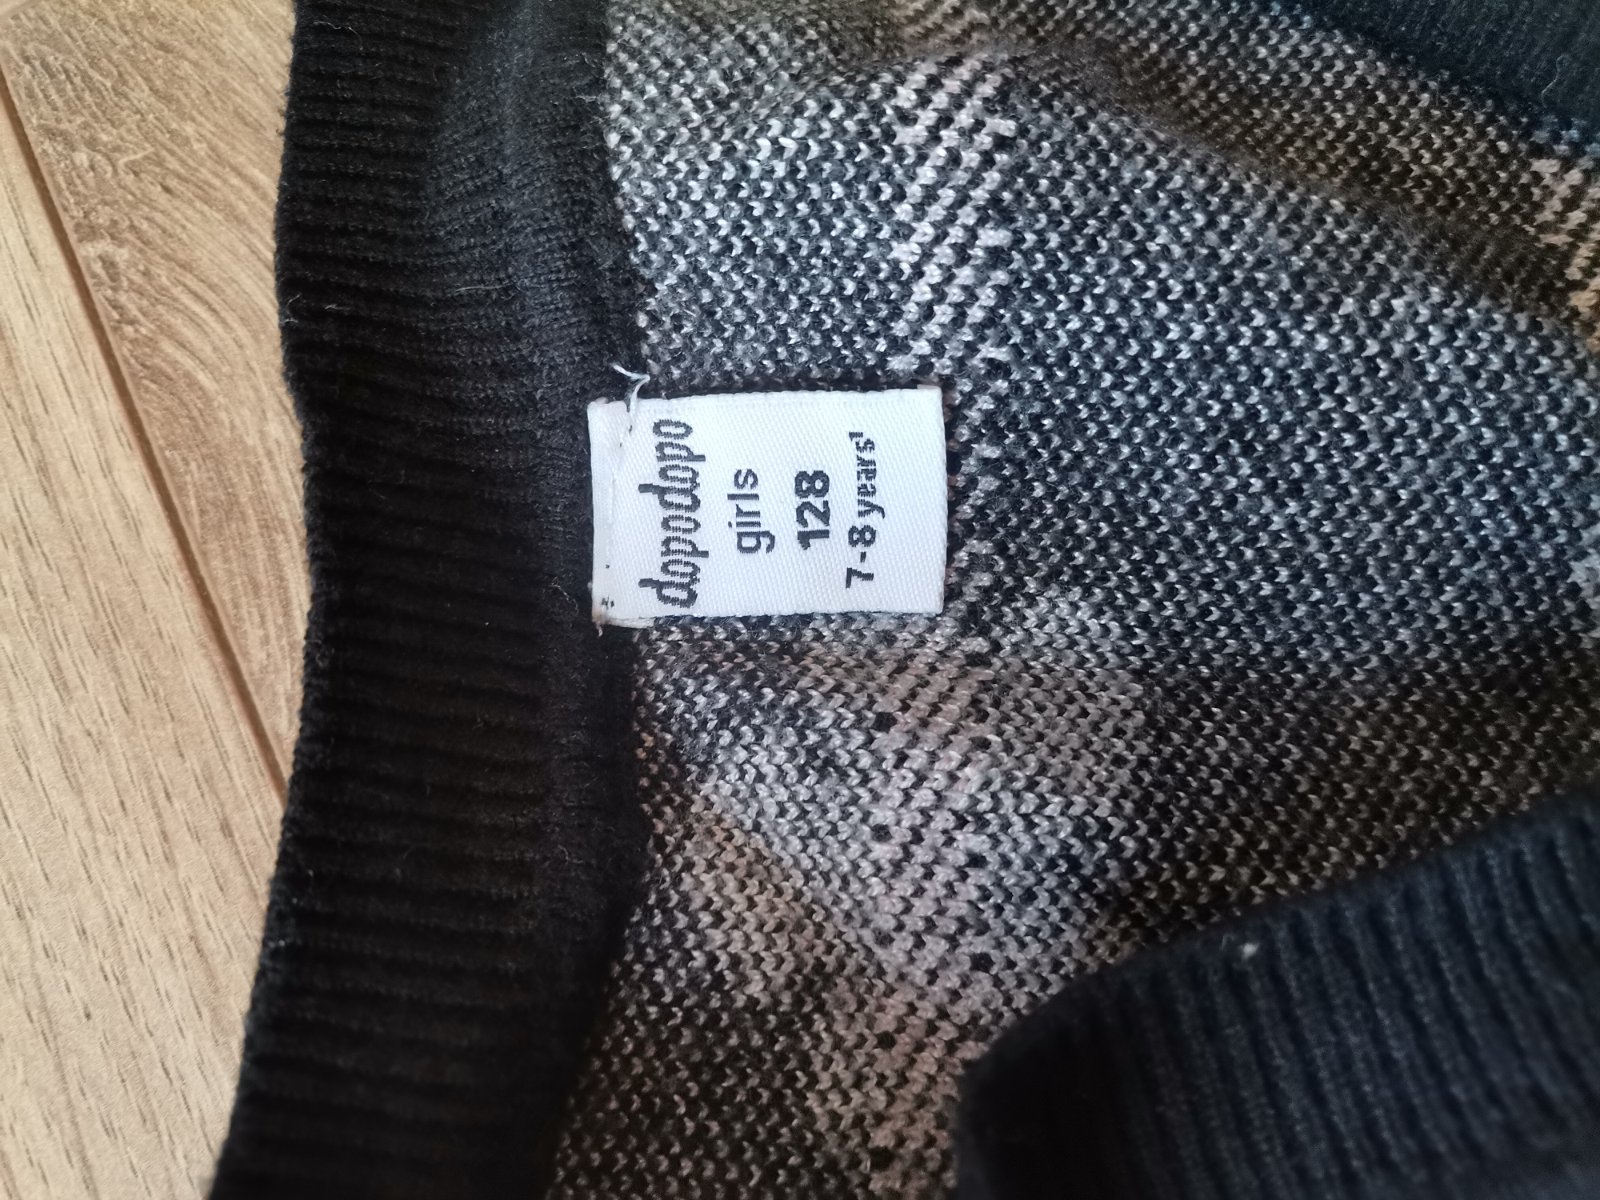 dopodopo
girls
128
7-8 years'